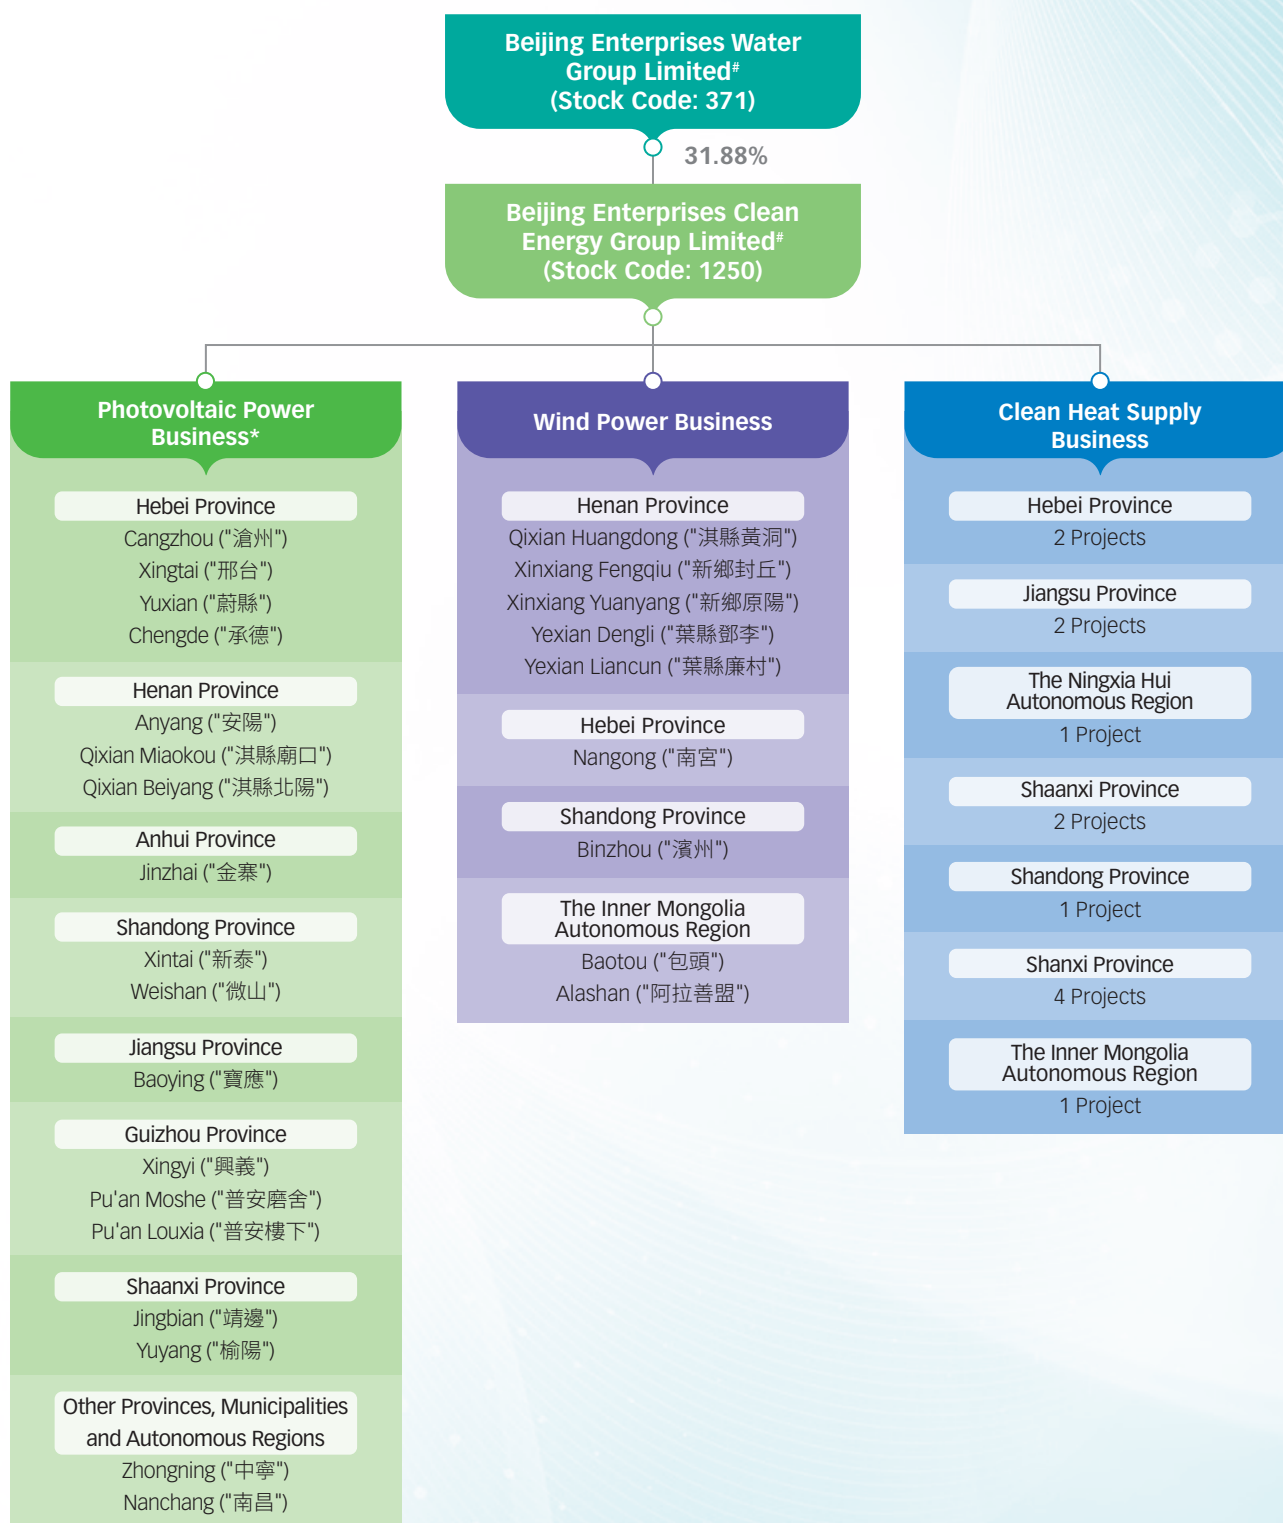 Beijing Enterprises Water
Group Limited#
(Stock Code: 371)
31.88%
Beijing Enterprises Clean
Energy Group Limited#
(Stock Code: 1250)
Photovoltaic Power
Business*
Hebei Province
Cangzhou ("滄州")
Xingtai ("邢台")
Yuxian ("蔚縣")
Chengde ("承德")
Henan Province
Anyang ("安陽")
Qixian Miaokou ("淇縣廟口")
Qixian Beiyang ("淇縣北陽")
Anhui Province
Jinzhai ("金寨")
Shandong Province
Xintai ("新泰")
Weishan ("微山")
Jiangsu Province
Baoying ("寶應")
Guizhou Province
Xingyi ("興義")
Pu'an Moshe ("普安磨舍")
Pu'an Louxia ("普安樓下")
Shaanxi Province
Jingbian ("靖邊")
Yuyang ("榆陽")
Other Provinces, Municipalities
and Autonomous Regions
Zhongning ("中寧")
Nanchang ("南昌")
Wind Power Business
Henan Province
Qixian Huangdong ("淇縣黃洞")
Xinxiang Fengqiu ("新鄉封丘")
Xinxiang Yuanyang ("新鄉原陽")
Yexian Dengli ("葉縣鄧李")
Yexian Liancun ("葉縣廉村")
Hebei Province
Nangong ("南宮")
Shandong Province
Binzhou ("濱州")
The Inner Mongolia
Autonomous Region
Baotou ("包頭")
Alashan ("阿拉善盟")
Clean Heat Supply
Business
Hebei Province
2 Projects
Jiangsu Province
2 Projects
The Ningxia Hui
Autonomous Region
1 Project
Shaanxi Province
2 Projects
Shandong Province
1 Project
Shanxi Province
4 Projects
The Inner Mongolia
Autonomous Region
1 Project